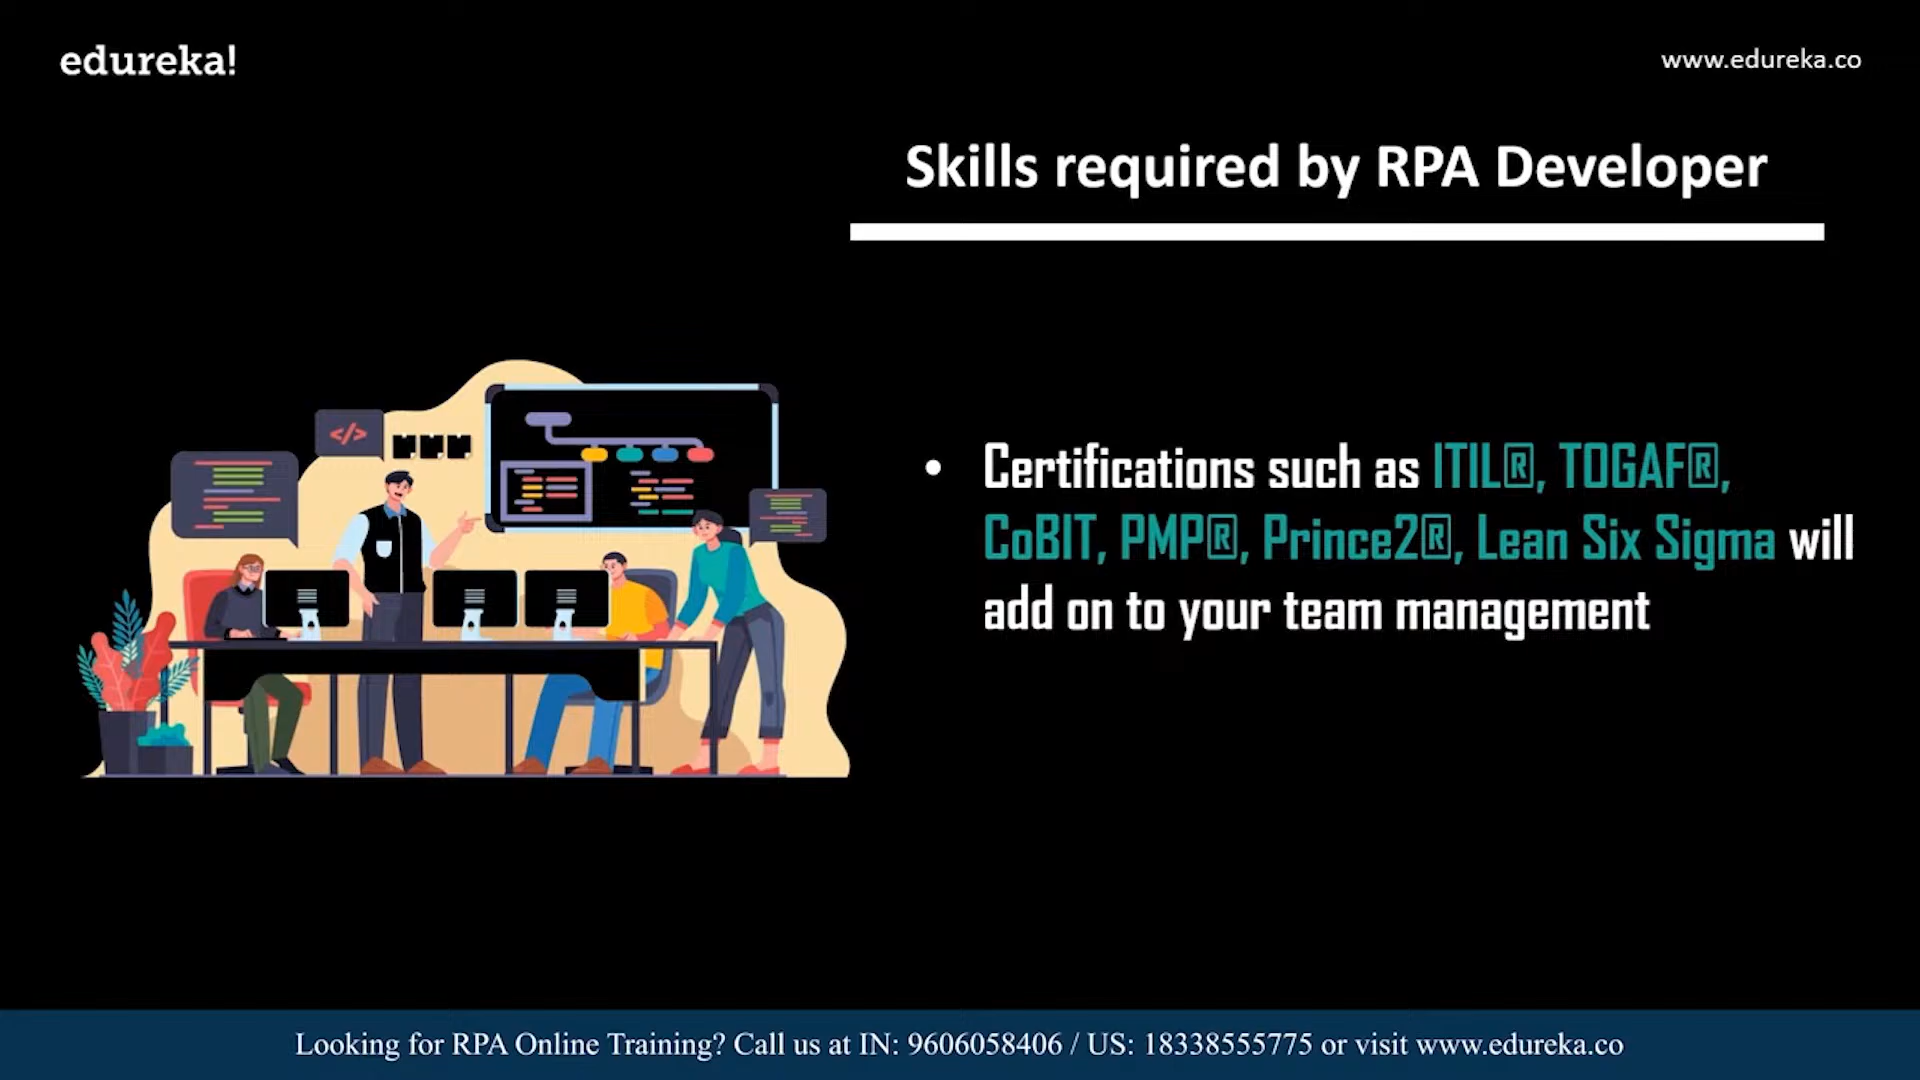 edureka!
www.edureka.co
Skills required by RPA Developer
</>
• Certifications such as ITIL®, TOGAF®,
CoBIT, PMP®, Prince2®, Lean Six Sigma will
add on to your team management
Looking for RPA Online Training? Call us at IN: 9606058406 / US: 18338555775 or visit www.edureka.co